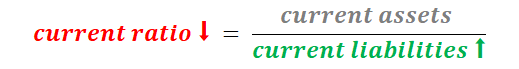 current ratio ⬇ = current assets
current liabilities ⬆